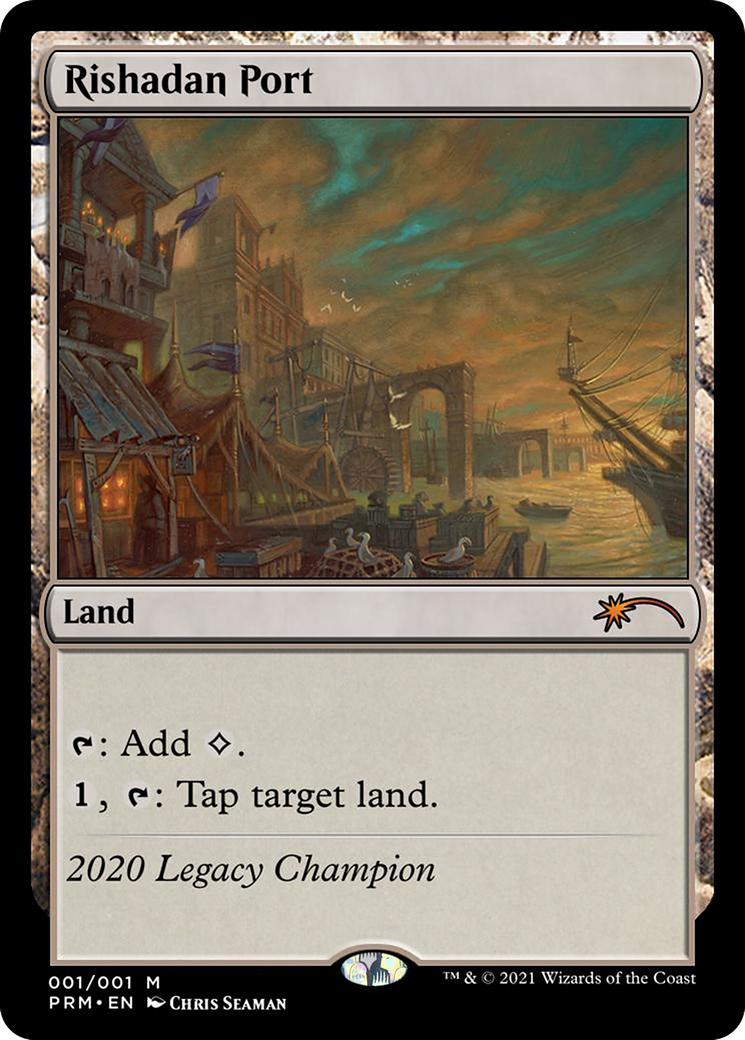 Rishadan Port
Land
: Add .
1, : Tap target land.
2020 Legacy Champion
001/001 M
PRM•EN Chris Seaman
™ & © 2021 Wizards of the Coast